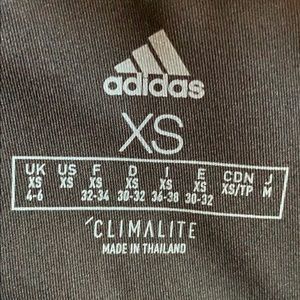 adidas
XS
UK US F D I E CDN J
XS XS XS XS XS XS XS/TP M
4-6 32-34 30-32 36-38 30-32
CLIMALITE
MADE IN THAILAND